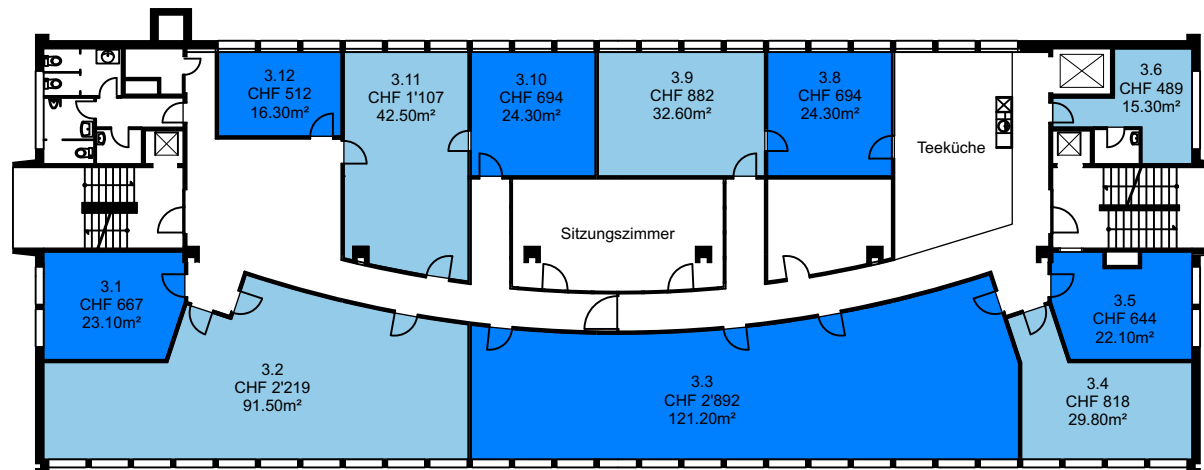 3.12
CHF 512
16.30m²
3.11
CHF 1'107
42.50m²
3.10
CHF 694
24.30m²
3.9
CHF 882
32.60m²
3.8
CHF 694
24.30m²
3.6
CHF 489
15.30m²
Teeküche
Sitzungszimmer
3.1
CHF 667
23.10m²
3.5
CHF 644
22.10m²
3.2
CHF 2'219
91.50m²
3.3
CHF 2'892
121.20m²
3.4
CHF 818
29.80m²